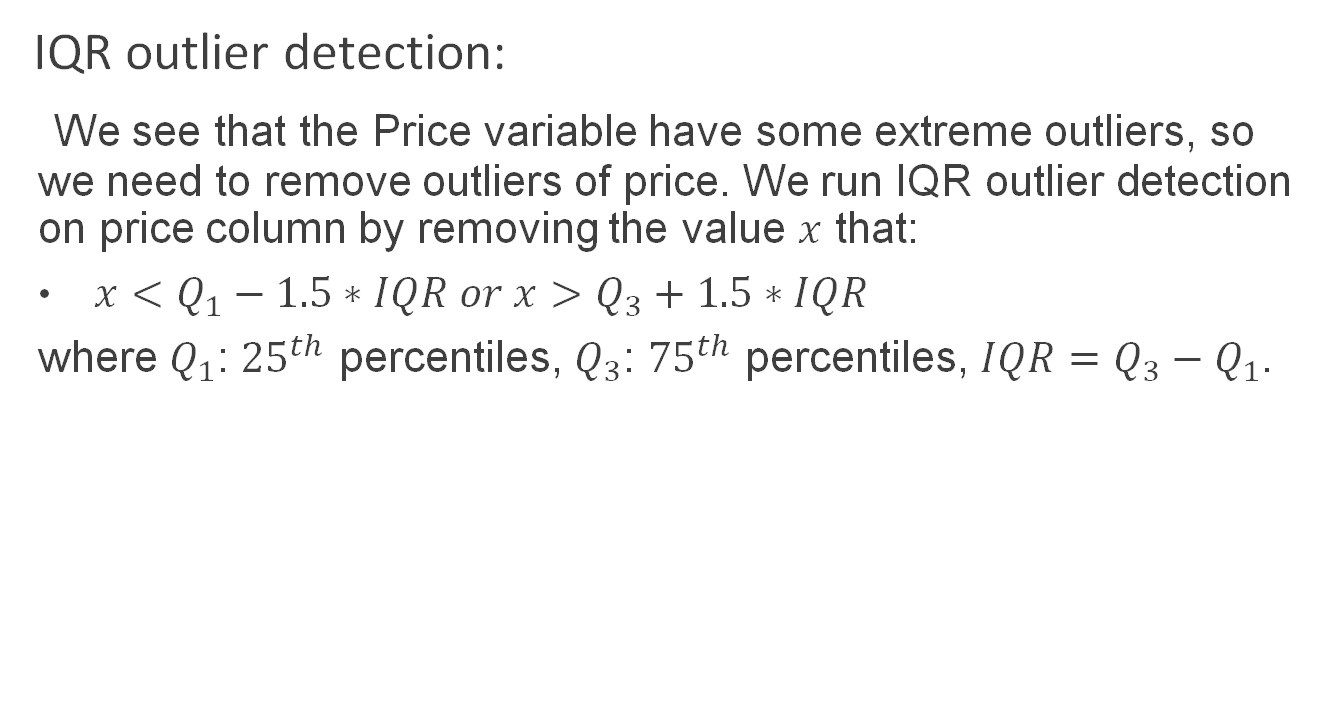 IQR outlier detection:
We see that the Price variable have some extreme outliers, so
we need to remove outliers of price. We run IQR outlier detection
on price column by removing the value x that:
• x < Q₁ − 1.5 ∗ IQR or x > Q₃ + 1.5 ∗ IQR
where Q₁: 25ᵗʰ percentiles, Q₃: 75ᵗʰ percentiles, IQR = Q₃ − Q₁.